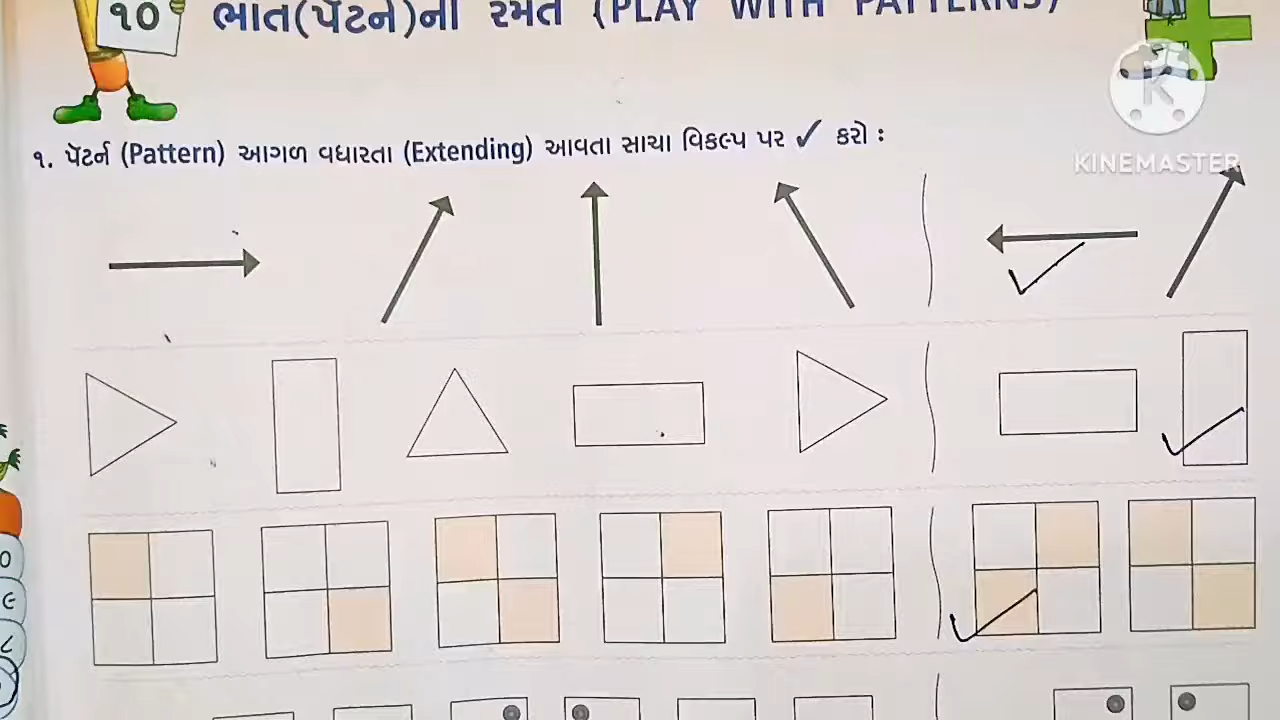 ૧૦ ભાત(પૅટર્ન)ની રમત (PLAY WITH PATTERNS)
KINEMASTER
૧. પૅટર્ન (Pattern) આગળ વધારતા (Extending) આવતા સાચા વિકલ્પ પર ✓ કરો :